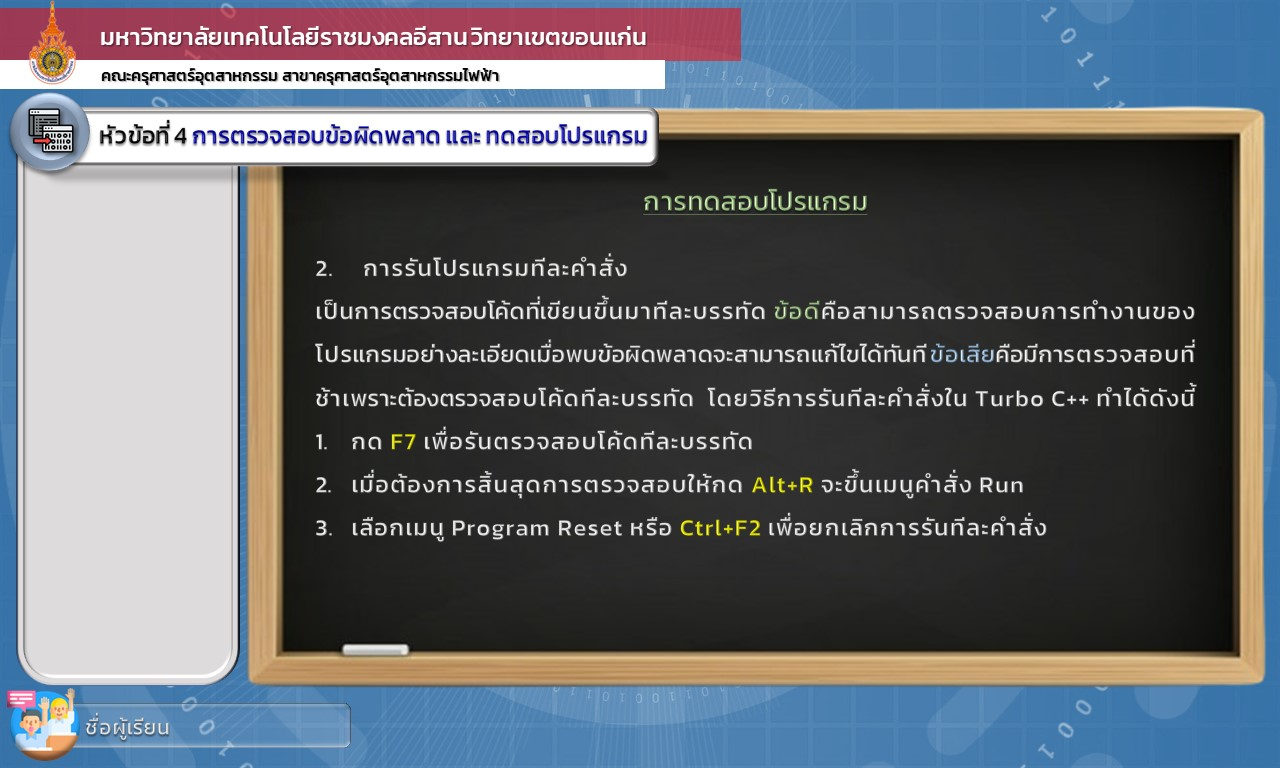 มหาวิทยาลัยเทคโนโลยีราชมงคลอีสาน วิทยาเขตขอนแก่น
คณะครุศาสตร์อุตสาหกรรม สาขาครุศาสตร์อุตสาหกรรมไฟฟ้า
หัวข้อที่ 4 การตรวจสอบข้อผิดพลาด และ ทดสอบโปรแกรม
การทดสอบโปรแกรม
2. การรันโปรแกรมทีละคำสั่ง
เป็นการตรวจสอบโค้ดที่เขียนขึ้นมาทีละบรรทัด ข้อดีคือสามารถตรวจสอบการทำงานของ
โปรแกรมอย่างละเอียดเมื่อพบข้อผิดพลาดจะสามารถแก้ไขได้ทันที ข้อเสียคือมีการตรวจสอบที่
ช้าเพราะต้องตรวจสอบโค้ดทีละบรรทัด โดยวิธีการรันทีละคำสั่งใน Turbo C++ ทำได้ดังนี้
1. กด F7 เพื่อรันตรวจสอบโค้ดทีละบรรทัด
2. เมื่อต้องการสิ้นสุดการตรวจสอบให้กด Alt+R จะขึ้นเมนูคำสั่ง Run
3. เลือกเมนู Program Reset หรือ Ctrl+F2 เพื่อยกเลิกการรันทีละคำสั่ง
ชื่อผู้เรียน